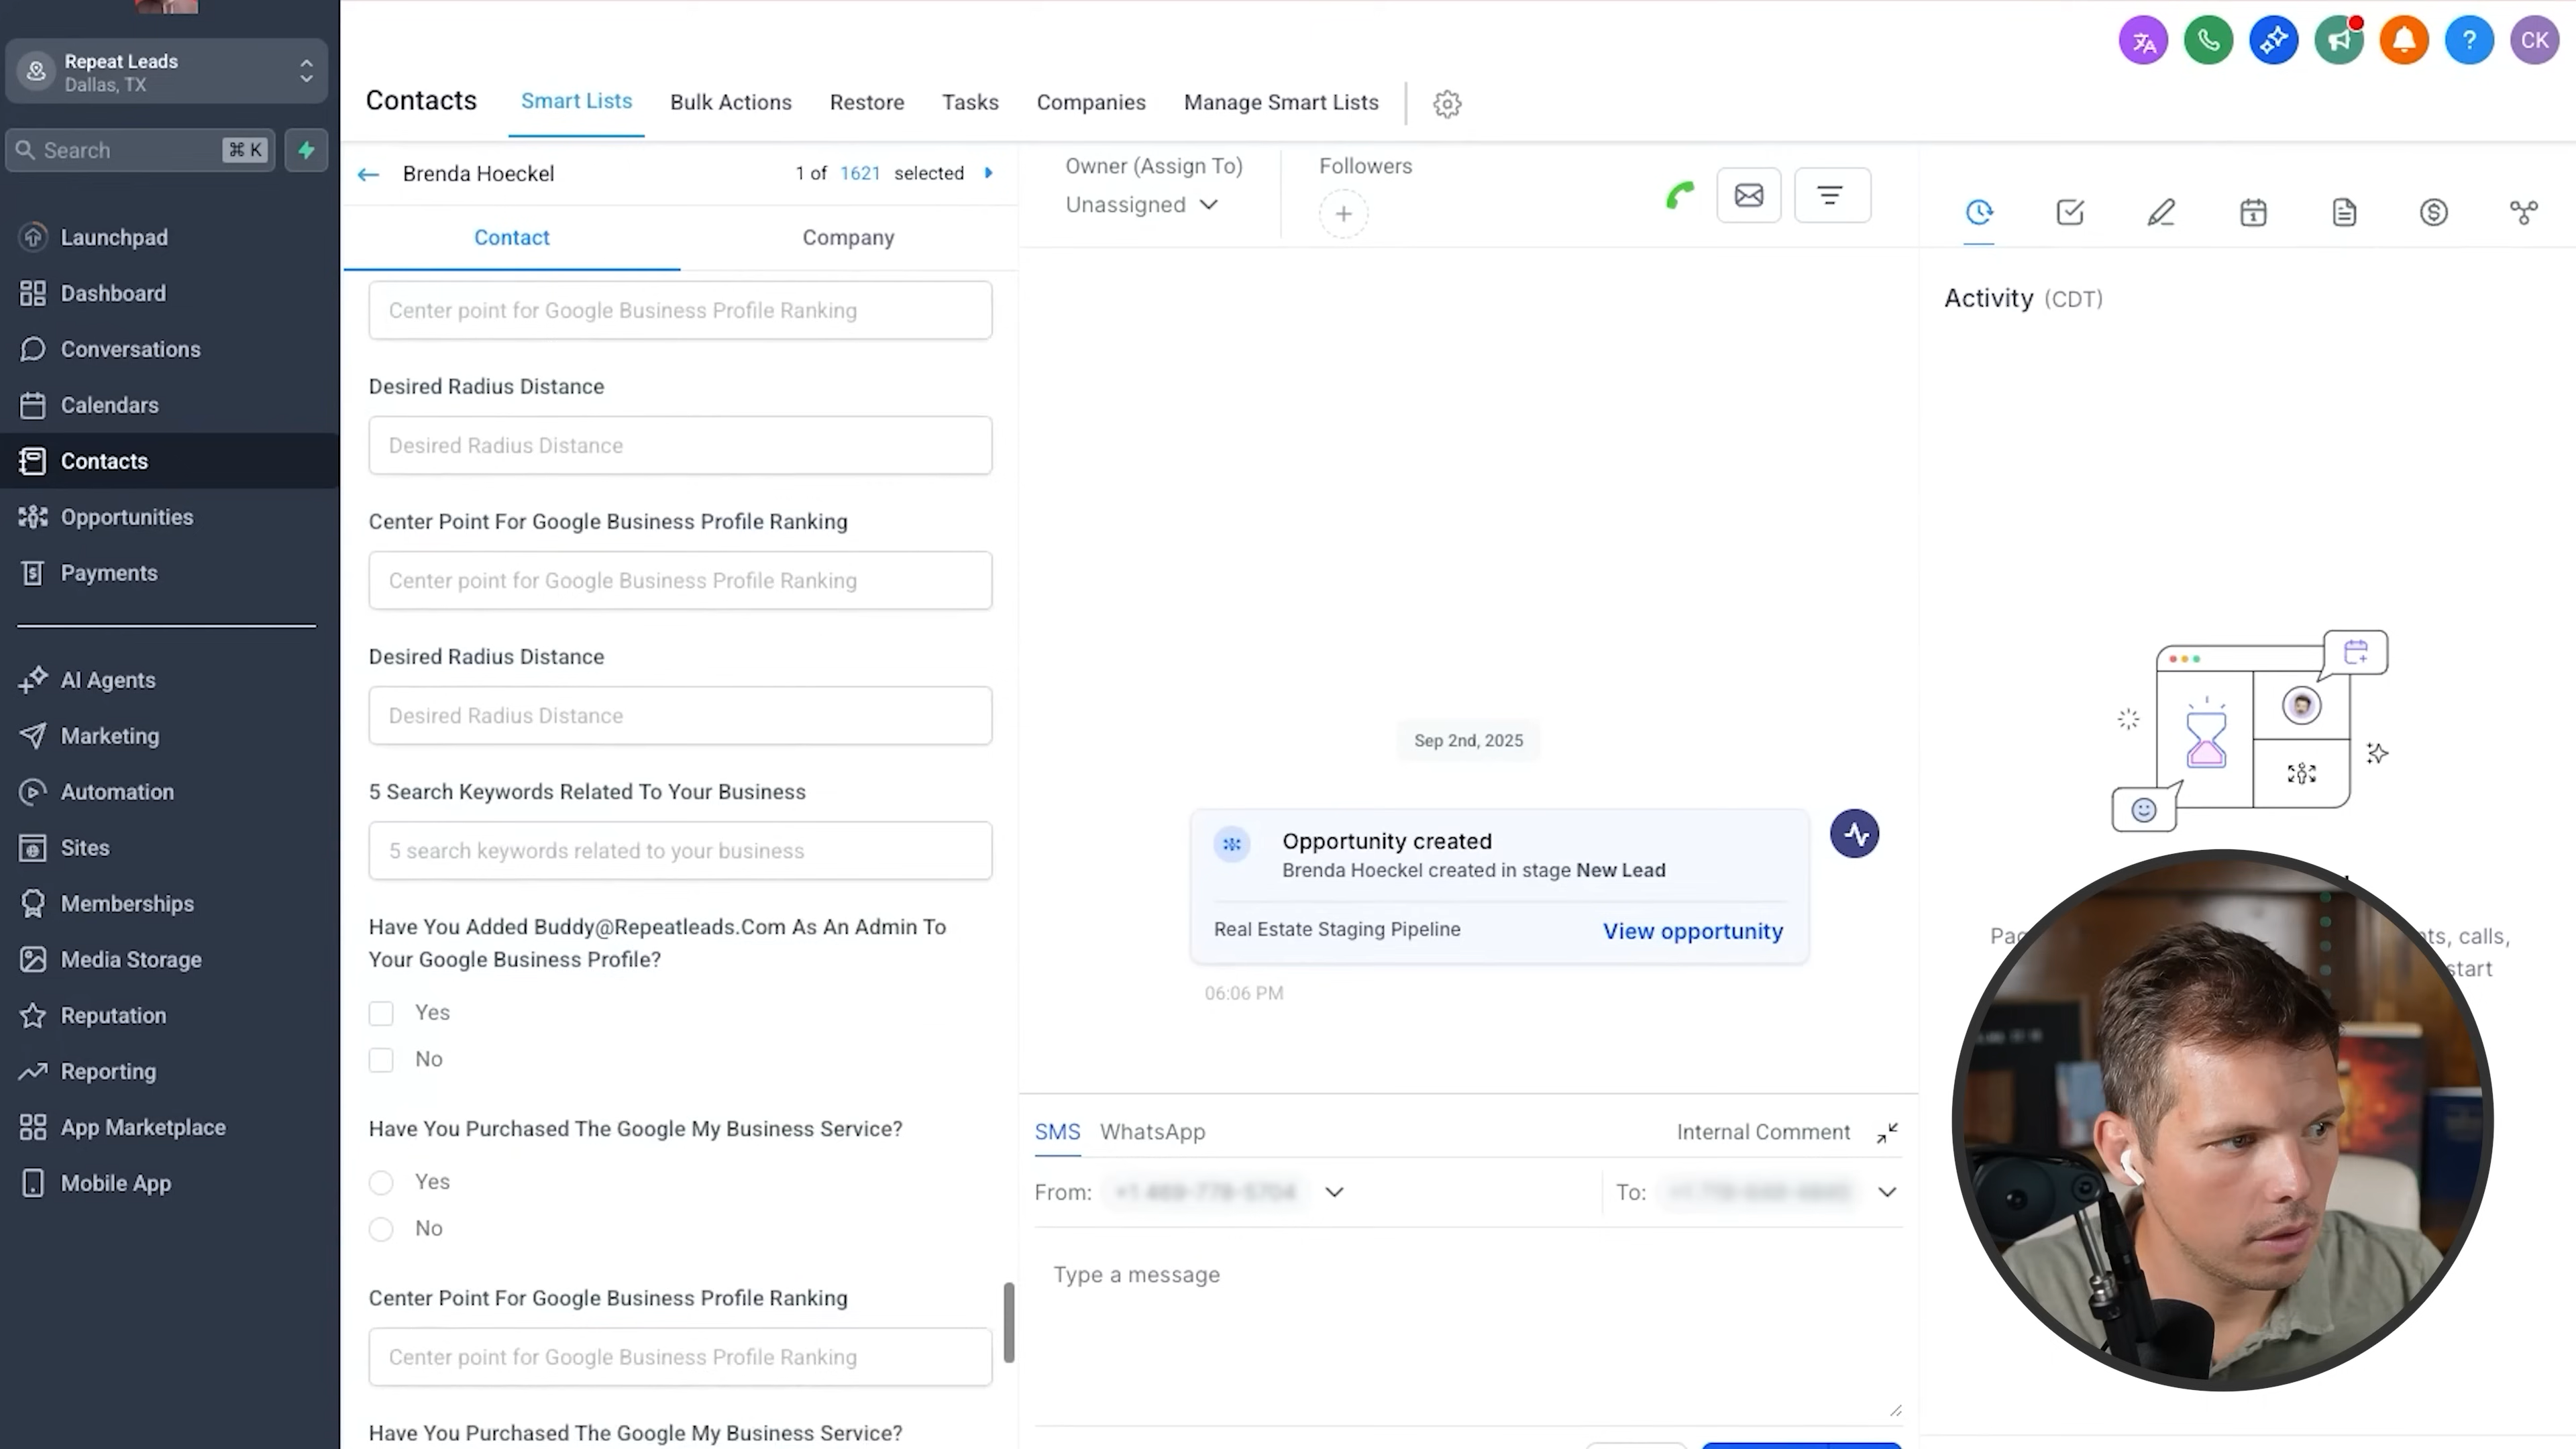 Repeat Leads
Dallas, TX
Search
⌘ K
Launchpad
Dashboard
Conversations
Calendars
Contacts
Opportunities
Payments
AI Agents
Marketing
Automation
Sites
Memberships
Media Storage
Reputation
Reporting
App Marketplace
Mobile App
Contacts
Smart Lists
Bulk Actions
Restore
Tasks
Companies
Manage Smart Lists
CK
Brenda Hoeckel
1 of 1621 selected
Contact
Company
Center point for Google Business Profile Ranking
Desired Radius Distance
Desired Radius Distance
Center Point For Google Business Profile Ranking
Center point for Google Business Profile Ranking
Desired Radius Distance
Desired Radius Distance
5 Search Keywords Related To Your Business
5 search keywords related to your business
Have You Added Buddy@Repeatleads.Com As An Admin To
Your Google Business Profile?
Yes
No
Have You Purchased The Google My Business Service?
Yes
No
Center Point For Google Business Profile Ranking
Center point for Google Business Profile Ranking
Have You Purchased The Google My Business Service?
Owner (Assign To)
Unassigned
Followers
Sep 2nd, 2025
Opportunity created
Brenda Hoeckel created in stage New Lead
Real Estate Staging Pipeline
View opportunity
06:06 PM
SMS
WhatsApp
Internal Comment
From:
To:
Type a message
Activity (CDT)
calls,
start